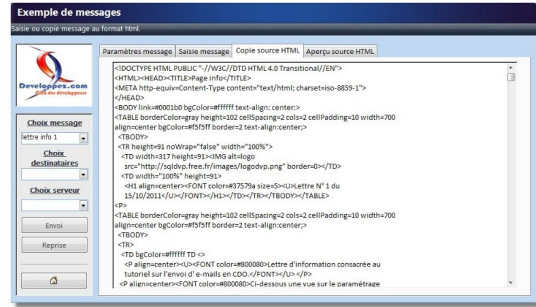 Exemple de messages
Saisie ou copie message au format html.
Developpez.com
Club des développeurs
Choix message
lettre info 1
Choix
destinataires
Choix serveur
Envoi
Reprise
Paramètres message
Saisie message
Copie source HTML
Aperçu source HTML
<!DOCTYPE HTML PUBLIC "-//W3C//DTD HTML 4.0 Transitional//EN">
<HTML><HEAD><TITLE>Page info</TITLE>
<META http-equiv=Content-Type content="text/html; charset=iso-8859-1">
</HEAD>
<BODY link=#0001b0 bgColor=#ffffff text-align: center;>
<TABLE borderColor=gray height=102 cellSpacing=2 cols=2 cellPadding=10 width=700
align=center bgColor=#f5f5ff border=2 text-align:center;>
<TBODY>
<TR height=91 noWrap="false" width="100%">
<TD width=317 height=91><IMG alt=logo
src="http://sqldvp.free.fr/images/logodvp.png" border=0></TD>
<TD width="100%" height=91>
<H1 align=center><FONT color=#37579a size=5><U>Lettre N° 1 du
15/10/2011</U></FONT></H1></TD></TR></TBODY></TABLE>
<P>
<TABLE borderColor=gray height=102 cellSpacing=2 cols=2 cellPadding=10 width=700
align=center bgColor=#f5f5ff border=2 text-align:center;>
<TBODY>
<TR>
<TD bgColor=#ffffff TD <>
<P align=center><U><FONT color=#800080>Lettre d'information consacrée au
tutoriel sur l'envoi d' e-mails en CDO.</FONT></U> </P>
<P align=center><FONT color=#800080>Ci-dessous une vue sur le paramétrage